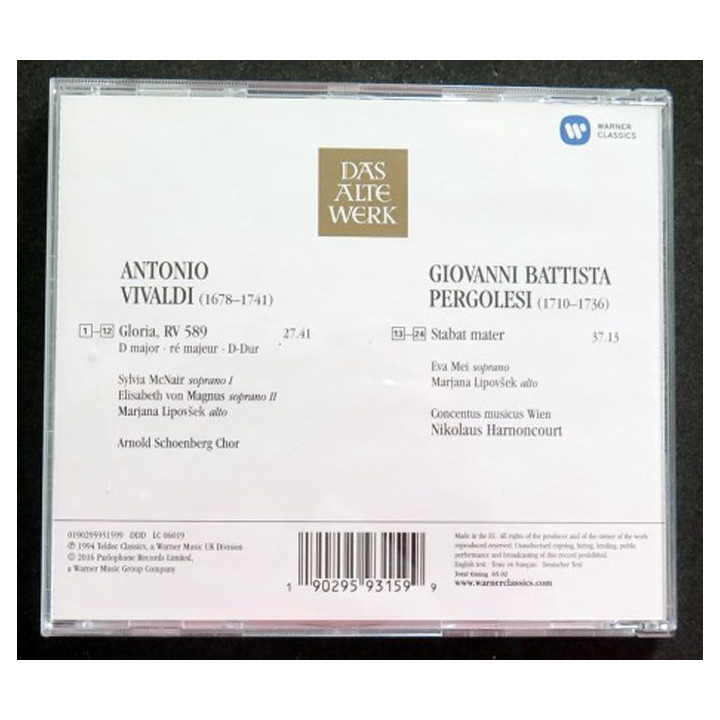 WARNER
CLASSICS
DAS
ALTE
WERK
ANTONIO
VIVALDI (1678–1741)
1–12 Gloria, RV 589 27.41
D major · ré majeur · D-Dur
Sylvia McNair soprano I
Elisabeth von Magnus soprano II
Marjana Lipovšek alto
Arnold Schoenberg Chor
GIOVANNI BATTISTA
PERGOLESI (1710–1736)
13–24 Stabat mater 37.13
Eva Mei soprano
Marjana Lipovšek alto
Concentus musicus Wien
Nikolaus Harnoncourt
0190295931599 DDD LC 06019
℗ 1994 Teldec Classics, a Warner Music UK Division
© 2016 Parlophone Records Limited,
a Warner Music Group Company
1 90295 93159 9
Made in the EU. All rights of the producer and of the owner of the work
reproduced reserved. Unauthorised copying, hiring, lending, public
performance and broadcasting of this record prohibited.
English text · Texte en français · Deutscher Text
Total timing 65.02
www.warnerclassics.com